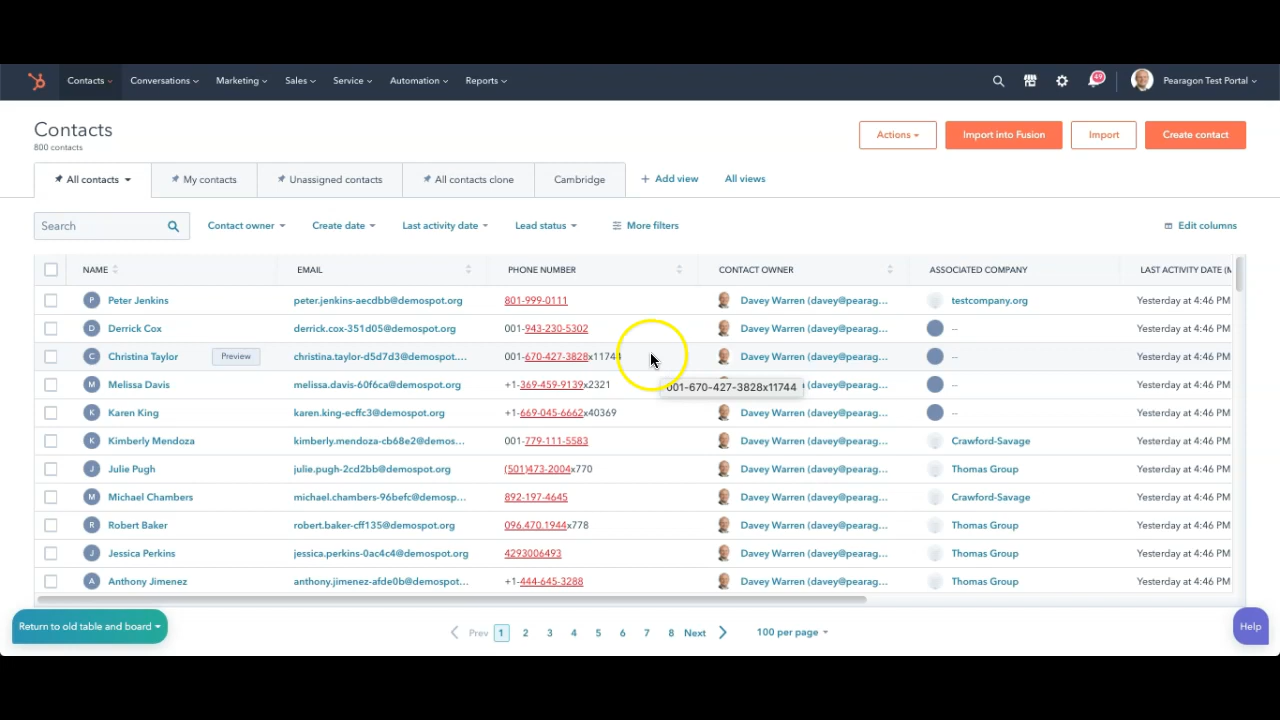 Contacts Conversations Marketing Sales Service Automation Reports 49 Pearagon Test Portal
Contacts
800 contacts
Actions Import into Fusion Import Create contact
All contacts My contacts Unassigned contacts All contacts clone Cambridge + Add view All views
Search Contact owner Create date Last activity date Lead status More filters Edit columns
NAME EMAIL PHONE NUMBER CONTACT OWNER ASSOCIATED COMPANY LAST ACTIVITY DATE (M
P Peter Jenkins peter.jenkins-aecdbb@demospot.org 801-999-0111 Davey Warren (davey@pearag... testcompany.org Yesterday at 4:46 PM
D Derrick Cox derrick.cox-351d05@demospot.org 001-943-230-5302 Davey Warren (davey@pearag... -- Yesterday at 4:46 PM
C Christina Taylor Preview christina.taylor-d5d7d3@demospot.... 001-670-427-3828x11744 Davey Warren (davey@pearag... -- Yesterday at 4:46 PM
M Melissa Davis melissa.davis-60f6ca@demospot.org +1-369-459-9139x2321 001-670-427-3828x11744 (davey@pearag... -- Yesterday at 4:46 PM
K Karen King karen.king-ecffc3@demospot.org +1-669-045-6662x40369 Davey Warren (davey@pearag... -- Yesterday at 4:46 PM
K Kimberly Mendoza kimberly.mendoza-cb68e2@demos... 001-779-111-5583 Davey Warren (davey@pearag... Crawford-Savage Yesterday at 4:46 PM
J Julie Pugh julie.pugh-2cd2bb@demospot.org (501)473-2004x770 Davey Warren (davey@pearag... Thomas Group Yesterday at 4:46 PM
M Michael Chambers michael.chambers-96befc@demosp... 892-197-4645 Davey Warren (davey@pearag... Crawford-Savage Yesterday at 4:46 PM
R Robert Baker robert.baker-cff135@demospot.org 096.470.1944x778 Davey Warren (davey@pearag... Thomas Group Yesterday at 4:46 PM
J Jessica Perkins jessica.perkins-0ac4c4@demospot.org 4293006493 Davey Warren (davey@pearag... Thomas Group Yesterday at 4:46 PM
A Anthony Jimenez anthony.jimenez-afde0b@demospot... +1-444-645-3288 Davey Warren (davey@pearag... Thomas Group Yesterday at 4:46 PM
Return to old table and board Prev 1 2 3 4 5 6 7 8 Next 100 per page Help